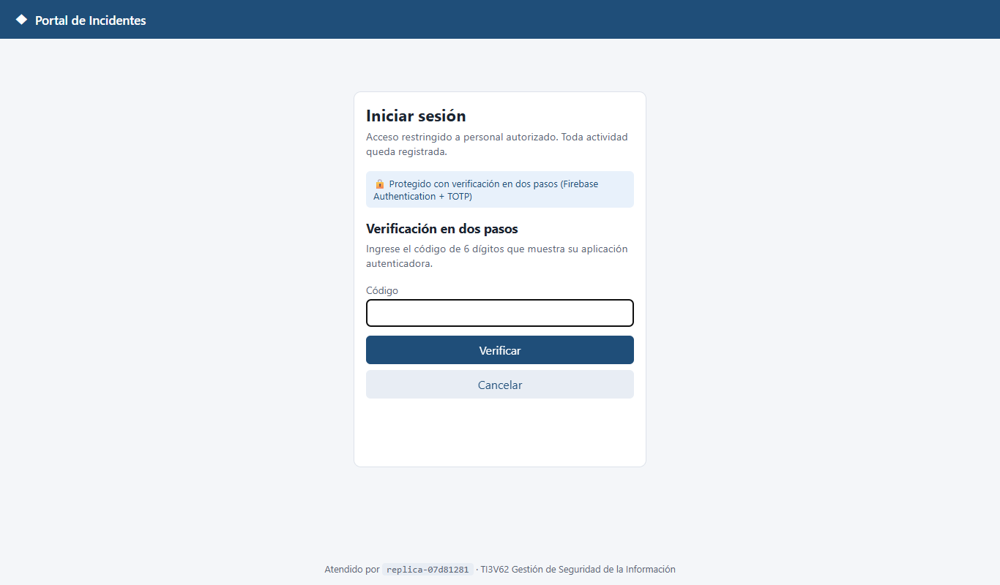 Portal de Incidentes
Iniciar sesión
Acceso restringido a personal autorizado. Toda actividad
queda registrada.
🔒 Protegido con verificación en dos pasos (Firebase
Authentication + TOTP)
Verificación en dos pasos
Ingrese el código de 6 dígitos que muestra su aplicación
autenticadora.
Código
Verificar
Cancelar
Atendido por replica-07d81281 · TI3V62 Gestión de Seguridad de la Información